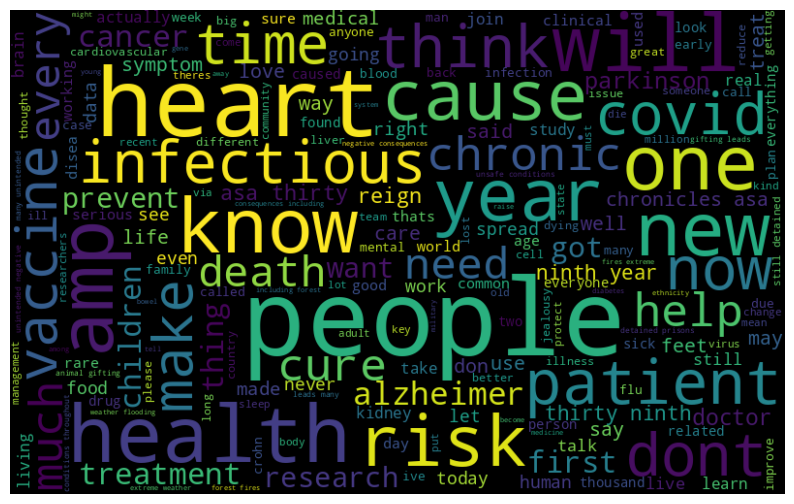 might
thought
brain
actually
week
big
sure
medical
join
clinical
used
look
early
reduce
treat
getting
cancer
anyone
man
come
cardiovascular
symptom
time
think
will
great
going
gene
young
away
theres
love
caused
back
infection
someone
call
everything
every
working
data
heart
blood
parkinson
real
issue
die
cause
system
covid
case
recent
different
community
way
found
right
said
study
must
million
gifting leads
plan
many unintended
vaccine
disea
liver
negative consequences
infectious
chronic
unsafe conditions
one
kind
via
asa thirty
reign
year
state
chronicles asa
prevent
consequences including
know
team
thats
raise
ill
serious
see
care
spread
dying
well
new
still detained
unintended negative
researchers
amp
life
even
mental
world
lost
age
cell
got
many
fires extreme
death
want
need
ninth year
now
family
including forest
called
lot
good
work
common
everyone
children
bowel
people
old
jealousy
protect
ethnicity
detained prisons
help
due
change
make
thing
country
adult
key
military
two
diabetes
feet
may
mean
management
much
rare
cure
take
don
use
illness
sick
virus
animal gifting
please
never
alzheimer
better
flu
still
patient
food
long
made
drug
weather flooding
sleep
leads many
kidney
let
become
person
thirty ninth
doctor
conditions throughout
health
body
day
put
risk
say
related
dont
living
crohn
medicine
first
talk
improve
treatment
research
ive
today
human
thousand
live
learn
extreme weather
forest fires